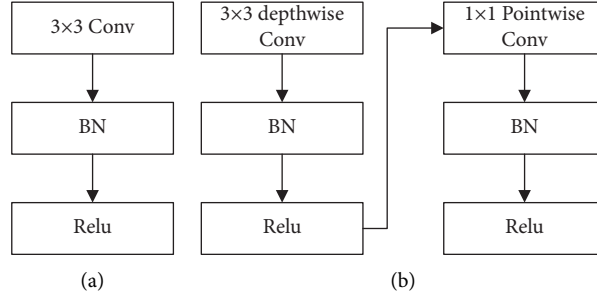 3×3 Conv
BN
Relu
(a)
3×3 depthwise
Conv
BN
Relu
1×1 Pointwise
Conv
BN
Relu
(b)